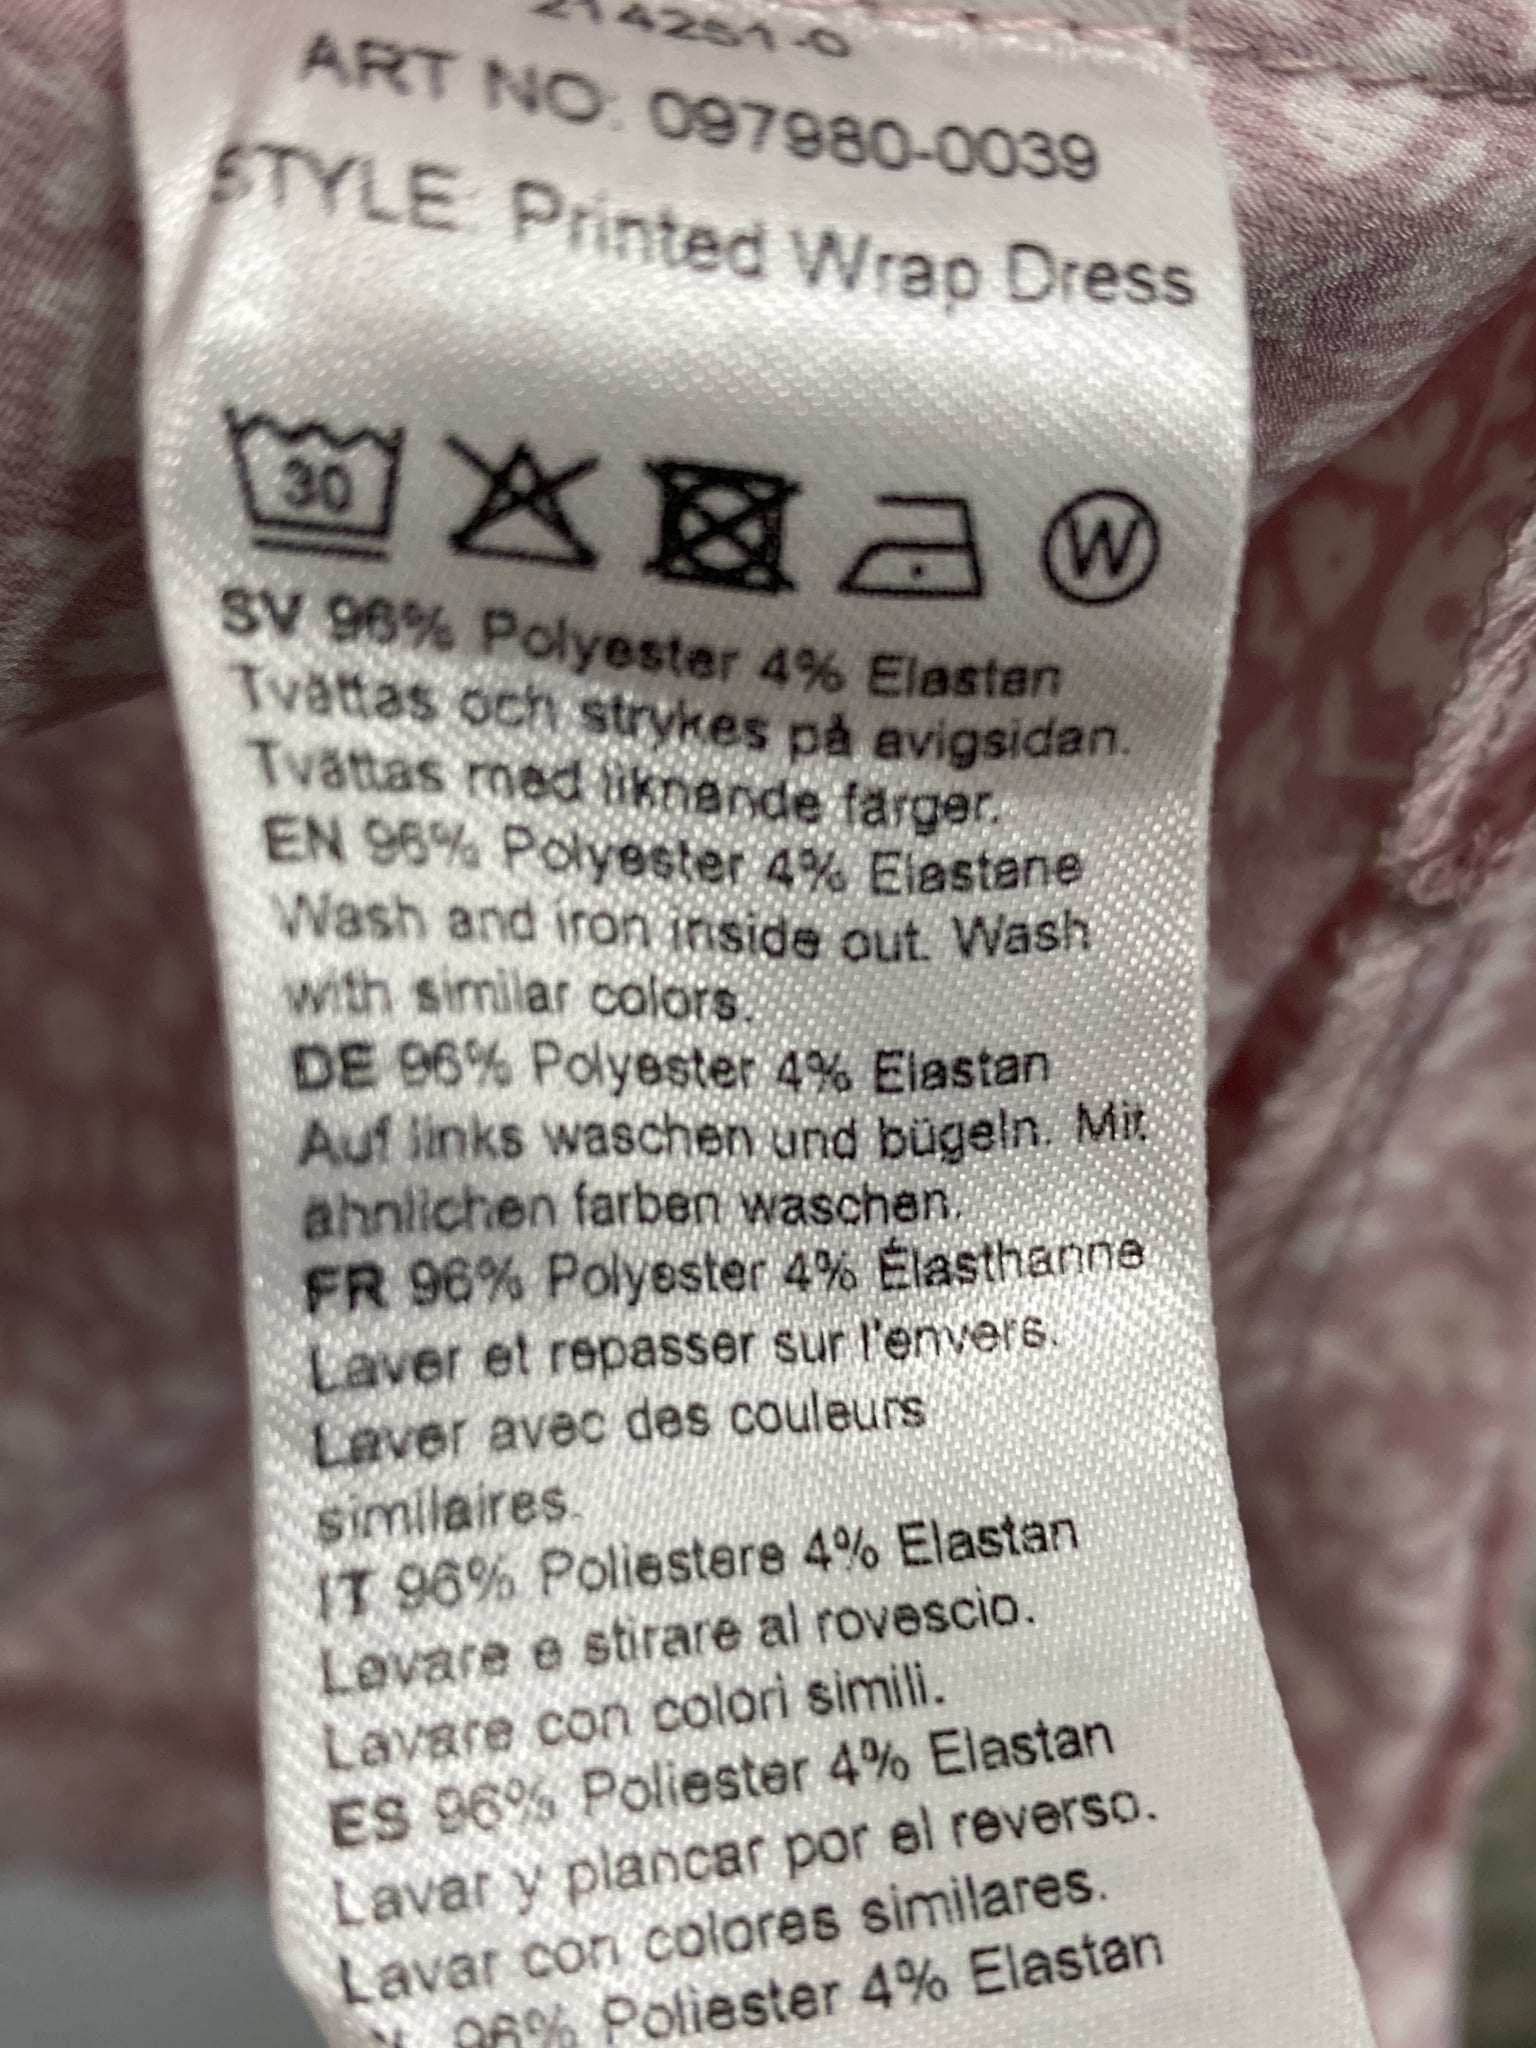 214251-0
ART NO: 097980-0039
STYLE: Printed Wrap Dress
30
W
SV 96% Polyester 4% Elastan
Tvättas och strykes på avigsidan.
Tvättas med liknande färger.
EN 96% Polyester 4% Elastane
Wash and iron inside out. Wash
with similar colors.
DE 96% Polyester 4% Elastan
Auf links waschen und bügeln. Mit
ähnlichen farben waschen.
FR 96% Polyester 4% Élasthanne
Laver et repasser sur l'envers.
Laver avec des couleurs
similaires.
IT 96% Poliestere 4% Elastan
Lavare e stirare al rovescio.
Lavare con colori simili.
ES 96% Poliester 4% Elastan
Lavar y plancar por el reverso.
Lavar con colores similares.
96% Poliester 4% Elastan